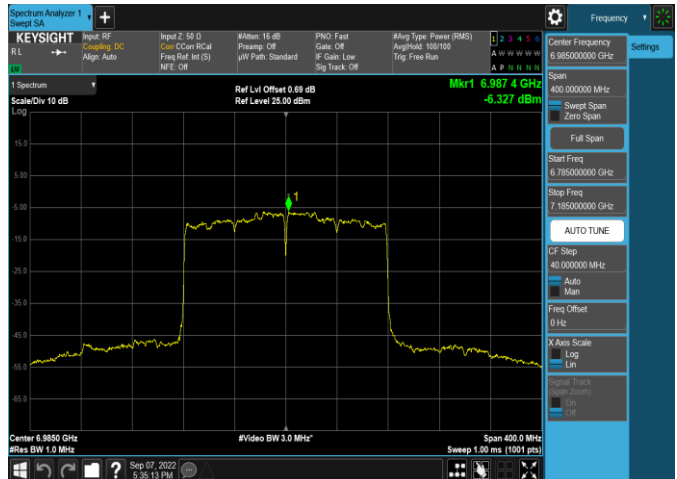 Spectrum Analyzer 1
Swept SA
+
Frequency
KEYSIGHT
RL
Input: RF
Coupling: DC
Align: Auto
Input Z: 50 Ω
Corr CCorr RCal
Freq Ref: Int (S)
NFE: Off
#Atten: 16 dB
Preamp: Off
µW Path: Standard
PNO: Fast
Gate: Off
IF Gain: Low
Sig Track: Off
#Avg Type: Power (RMS)
Avg|Hold: 100/100
Trig: Free Run
1 2 3 4 5 6
A W W W W W
A P N N N N
1 Spectrum
Scale/Div 10 dB
Log
Ref Lvl Offset 0.69 dB
Ref Level 25.00 dBm
Mkr1 6.987 4 GHz
-6.327 dBm
15.0
5.00
-5.00
-15.0
-25.0
-35.0
-45.0
-55.0
-65.0
1
Center 6.9850 GHz
#Res BW 1.0 MHz
#Video BW 3.0 MHz*
Span 400.0 MHz
Sweep 1.00 ms (1001 pts)
Sep 07, 2022
5:35:13 PM
?
Center Frequency
6.985000000 GHz
Span
400.000000 MHz
Swept Span
Zero Span
Full Span
Start Freq
6.785000000 GHz
Stop Freq
7.185000000 GHz
AUTO TUNE
CF Step
40.000000 MHz
Auto
Man
Freq Offset
0 Hz
X Axis Scale
Log
Lin
Signal Track
(Span Zoom)
On
Off
Settings